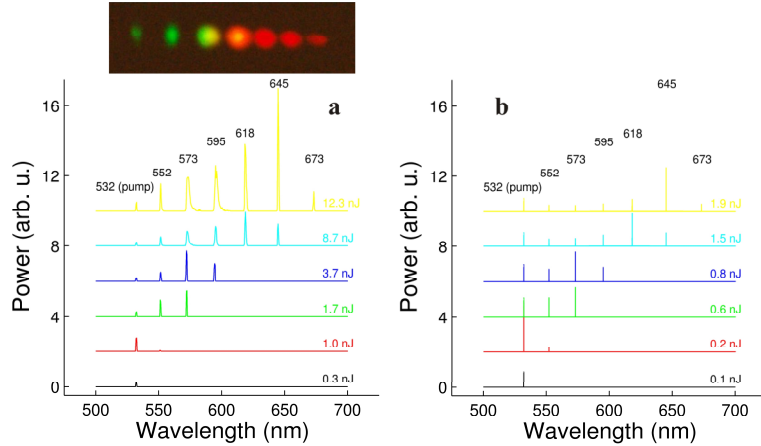 645
a
618
595
573
552
673
532 (pump)
12.3 nJ
8.7 nJ
3.7 nJ
1.7 nJ
1.0 nJ
0.3 nJ
16
12
8
4
0
Power (arb. u.)
500
550
600
650
700
Wavelength (nm)
645
b
618
595
573
552
673
532 (pump)
1.9 nJ
1.5 nJ
0.8 nJ
0.6 nJ
0.2 nJ
0.1 nJ
16
12
8
4
0
Power (arb. u.)
500
550
600
650
700
Wavelength (nm)